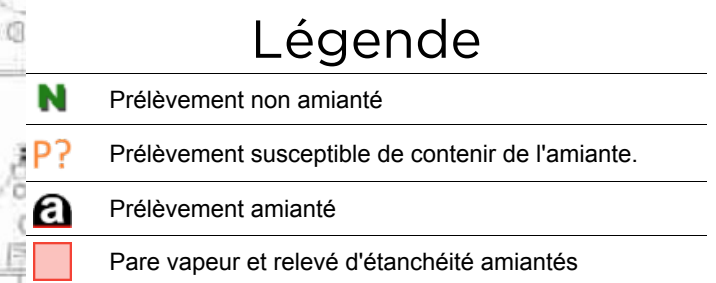 Légende
N Prélèvement non amianté
P? Prélèvement susceptible de contenir de l'amiante.
a Prélèvement amianté
Pare vapeur et relevé d'étanchéité amiantés